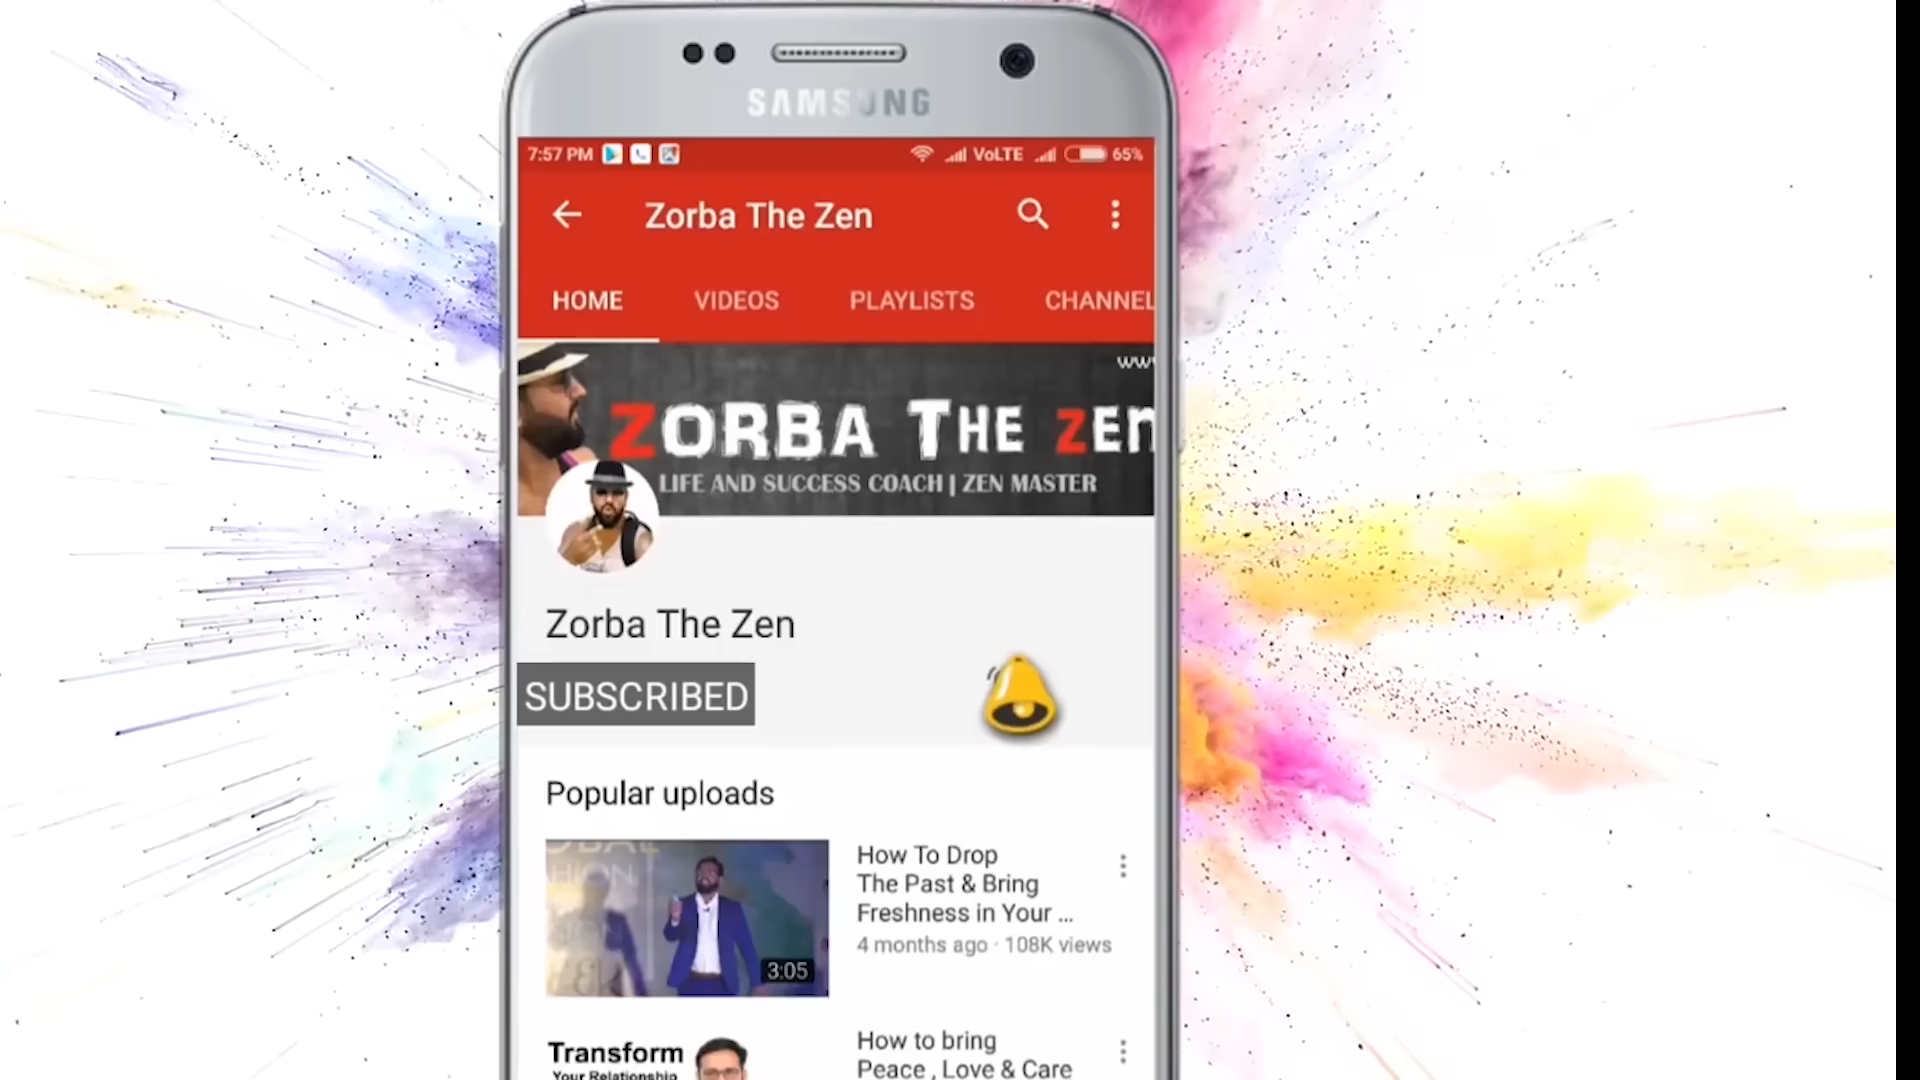 SAMSUNG
7:57 PM
VoLTE
65%
Zorba The Zen
HOME
VIDEOS
PLAYLISTS
CHANNEL
ZORBA THE ZEN
LIFE AND SUCCESS COACH | ZEN MASTER
Zorba The Zen
SUBSCRIBED
Popular uploads
How To Drop
The Past & Bring
Freshness in Your ...
4 months ago · 108K views
3:05
How to bring
Peace , Love & Care
Transform
Your Relationship